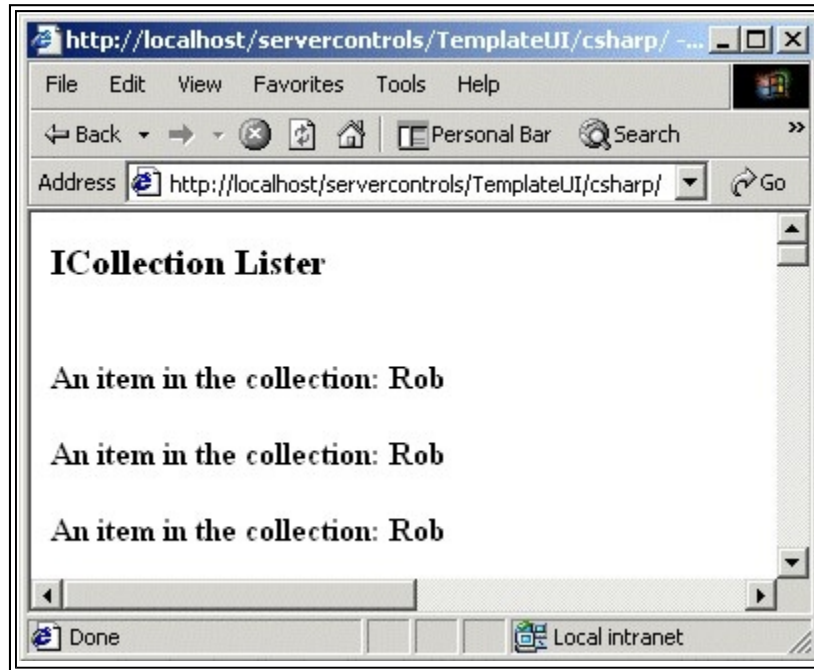 http://localhost/servercontrols/TemplateUI/csharp/ -...
File Edit View Favorites Tools Help
Back Personal Bar Search »
Address http://localhost/servercontrols/TemplateUI/csharp/ Go
ICollection Lister
An item in the collection: Rob
An item in the collection: Rob
An item in the collection: Rob
Done Local intranet